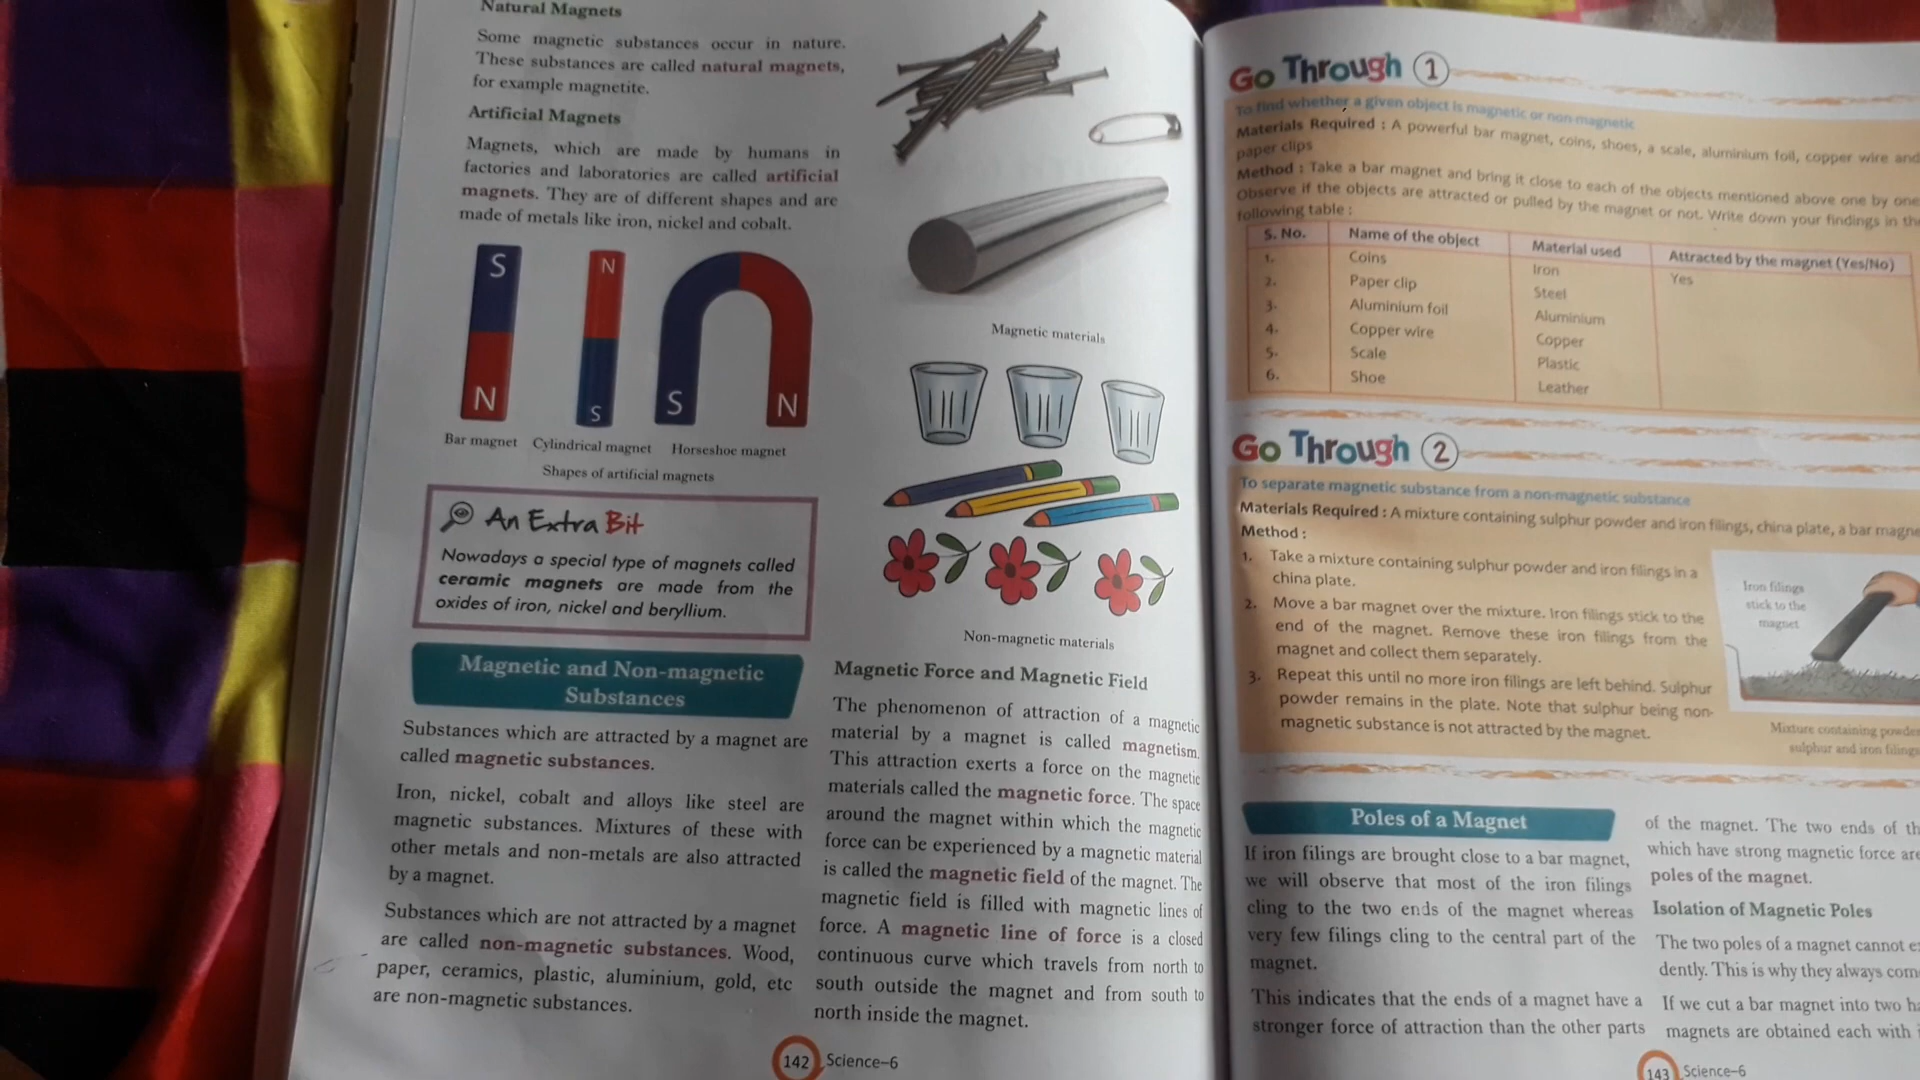 Natural Magnets
Some magnetic substances occur in nature.
These substances are called natural magnets,
for example magnetite.
Artificial Magnets
Magnets, which are made by humans in
factories and laboratories are called artificial
magnets. They are of different shapes and are
made of metals like iron, nickel and cobalt.
S
N
N
S
S
N
Bar magnet Cylindrical magnet Horseshoe magnet
Shapes of artificial magnets
An Extra Bit
Nowadays a special type of magnets called
ceramic magnets are made from the
oxides of iron, nickel and beryllium.
Magnetic and Non-magnetic
Substances
Substances which are attracted by a magnet are
called magnetic substances.
Iron, nickel, cobalt and alloys like steel are
magnetic substances. Mixtures of these with
other metals and non-metals are also attracted
by a magnet.
Substances which are not attracted by a magnet
are called non-magnetic substances. Wood,
paper, ceramics, plastic, aluminium, gold, etc
are non-magnetic substances.
Magnetic materials
Non-magnetic materials
Magnetic Force and Magnetic Field
The phenomenon of attraction of a magnetic
material by a magnet is called magnetism.
This attraction exerts a force on the magnetic
materials called the magnetic force. The space
around the magnet within which the magnetic
force can be experienced by a magnetic material
is called the magnetic field of the magnet. The
magnetic field is filled with magnetic lines of
force. A magnetic line of force is a closed
continuous curve which travels from north to
south outside the magnet and from south to
north inside the magnet.
142 Science-6
Go Through 1
To find whether a given object is magnetic or non magnetic
Materials Required : A powerful bar magnet, coins, shoes, a scale, aluminium foil, copper wire and
paper clips
Method : Take a bar magnet and bring it close to each of the objects mentioned above one by one
Observe if the objects are attracted or pulled by the magnet or not. Write down your findings in the
following table :
S. No. Name of the object Material used Attracted by the magnet (Yes/No)
1. Coins Iron Yes
2. Paper clip Steel
3. Aluminium foil Aluminium
4. Copper wire Copper
5. Scale Plastic
6. Shoe Leather
Go Through 2
To separate magnetic substance from a non-magnetic substance
Materials Required : A mixture containing sulphur powder and iron filings, china plate, a bar magne
Method :
1. Take a mixture containing sulphur powder and iron filings in a
china plate.
2. Move a bar magnet over the mixture. Iron filings stick to the
end of the magnet. Remove these iron filings from the
magnet and collect them separately.
3. Repeat this until no more iron filings are left behind. Sulphur
powder remains in the plate. Note that sulphur being non-
magnetic substance is not attracted by the magnet.
Iron filings
stick to the
magnet
Mixture containing powde
sulphur and iron filings
Poles of a Magnet
If iron filings are brought close to a bar magnet,
we will observe that most of the iron filings
cling to the two ends of the magnet whereas
very few filings cling to the central part of the
magnet.
This indicates that the ends of a magnet have a
stronger force of attraction than the other parts
of the magnet. The two ends of th
which have strong magnetic force are
poles of the magnet.
Isolation of Magnetic Poles
The two poles of a magnet cannot e
dently. This is why they always com
If we cut a bar magnet into two ha
magnets are obtained each with
143 Science-6